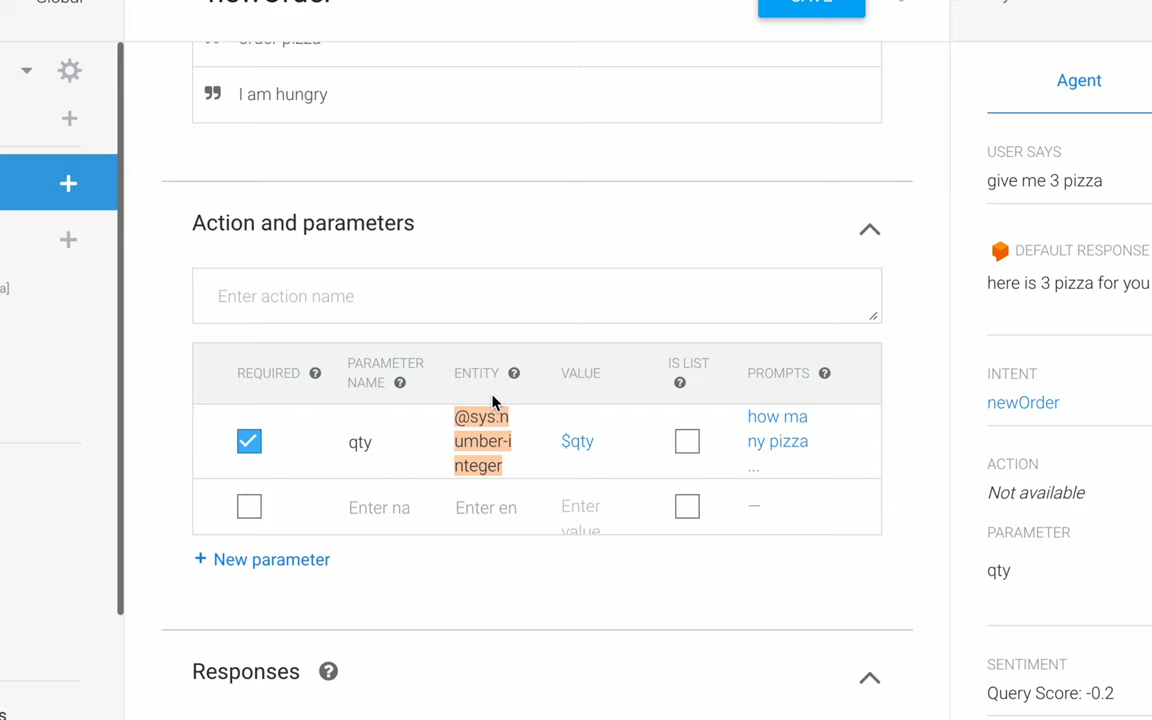 Global
newOrder
SAVE
order pizza
I am hungry
Action and parameters
Enter action name
REQUIRED
PARAMETER
NAME
ENTITY
VALUE
IS LIST
PROMPTS
qty
@sys.n
umber-i
nteger
$qty
how ma
ny pizza
...
Enter na
Enter en
Enter
value
–
+ New parameter
Responses
a]
s
Agent
USER SAYS
give me 3 pizza
DEFAULT RESPONSE
here is 3 pizza for you
INTENT
newOrder
ACTION
Not available
PARAMETER
qty
SENTIMENT
Query Score: -0.2